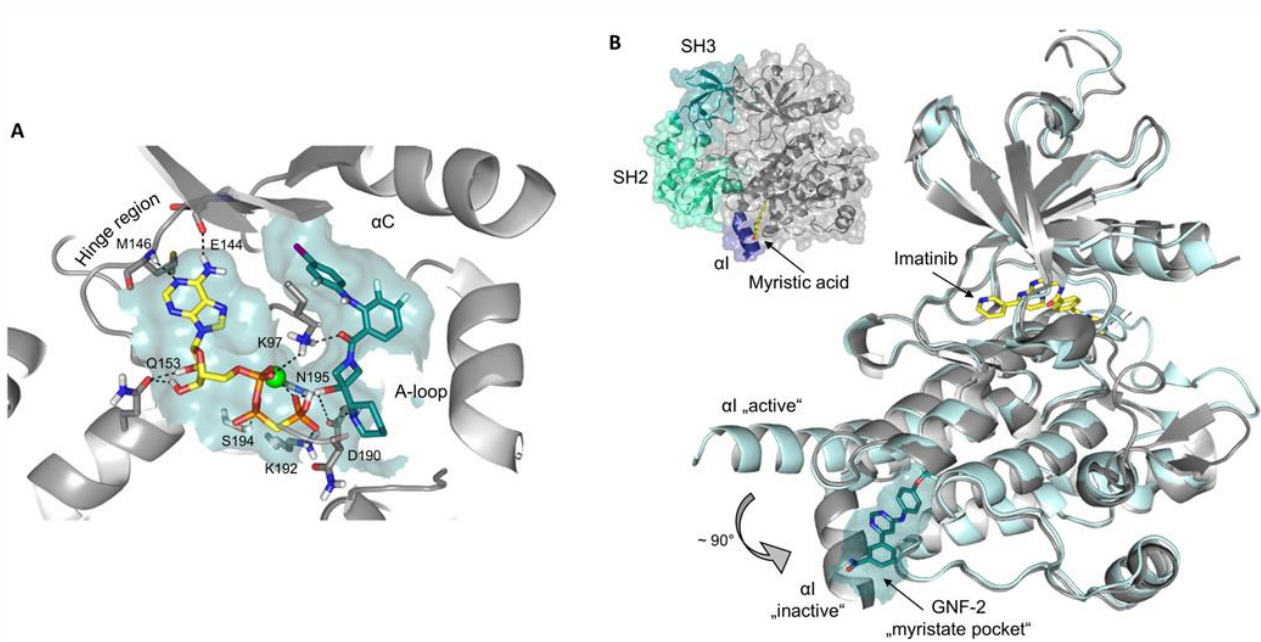 A
Hinge region
M146
E144
αC
K97
Q153
N195
A-loop
S194
K192
D190
B
SH3
SH2
αI
Myristic acid
Imatinib
αI „active“
~ 90°
αI
„inactive“
GNF-2
„myristate pocket“